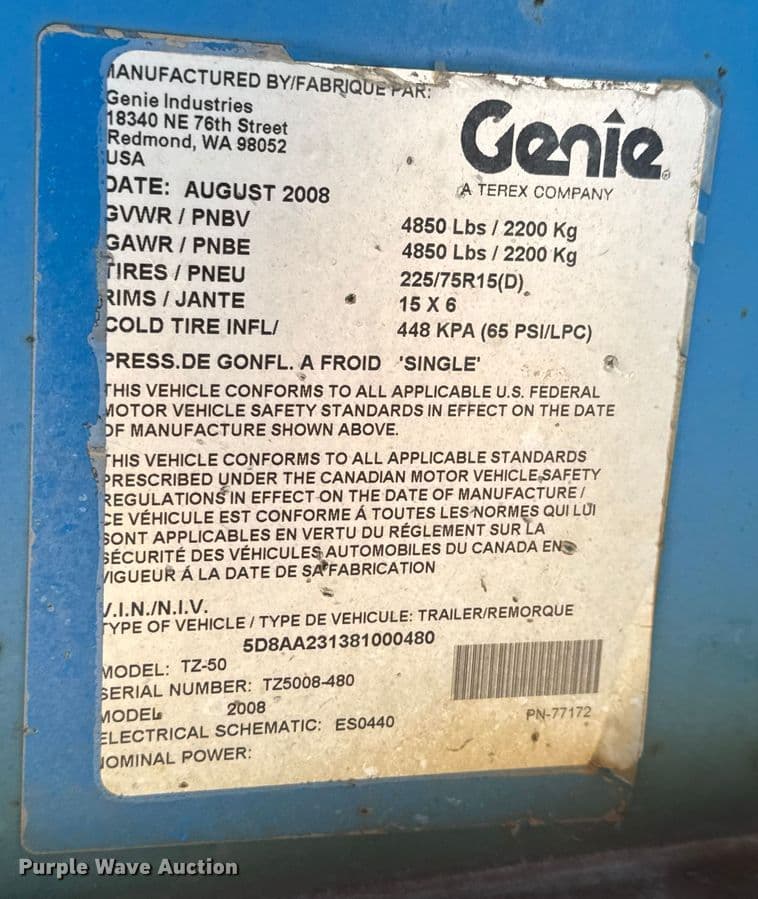 MANUFACTURED BY/FABRIQUE PAR:
Genie Industries
18340 NE 76th Street
Redmond, WA 98052
USA
Genie
A TEREX COMPANY
DATE: AUGUST 2008
GVWR / PNBV 4850 Lbs / 2200 Kg
GAWR / PNBE 4850 Lbs / 2200 Kg
TIRES / PNEU 225/75R15(D)
RIMS / JANTE 15 X 6
COLD TIRE INFL/ 448 KPA (65 PSI/LPC)
PRESS.DE GONFL. A FROID 'SINGLE'
THIS VEHICLE CONFORMS TO ALL APPLICABLE U.S. FEDERAL
MOTOR VEHICLE SAFETY STANDARDS IN EFFECT ON THE DATE
OF MANUFACTURE SHOWN ABOVE.
THIS VEHICLE CONFORMS TO ALL APPLICABLE STANDARDS
PRESCRIBED UNDER THE CANADIAN MOTOR VEHICLE SAFETY
REGULATIONS IN EFFECT ON THE DATE OF MANUFACTURE /
CE VÉHICULE EST CONFORME Á TOUTES LES NORMES QUI LUI
SONT APPLICABLES EN VERTU DU RÉGLEMENT SUR LA
SÉCURITÉ DES VÉHICULES AUTOMOBILES DU CANADA EN
VIGUEUR Á LA DATE DE SA FABRICATION
V.I.N./N.I.V.
TYPE OF VEHICLE / TYPE DE VEHICULE: TRAILER/REMORQUE
5D8AA231381000480
MODEL: TZ-50
SERIAL NUMBER: TZ5008-480
MODEL 2008
ELECTRICAL SCHEMATIC: ES0440
PN-77172
NOMINAL POWER:
Purple Wave Auction